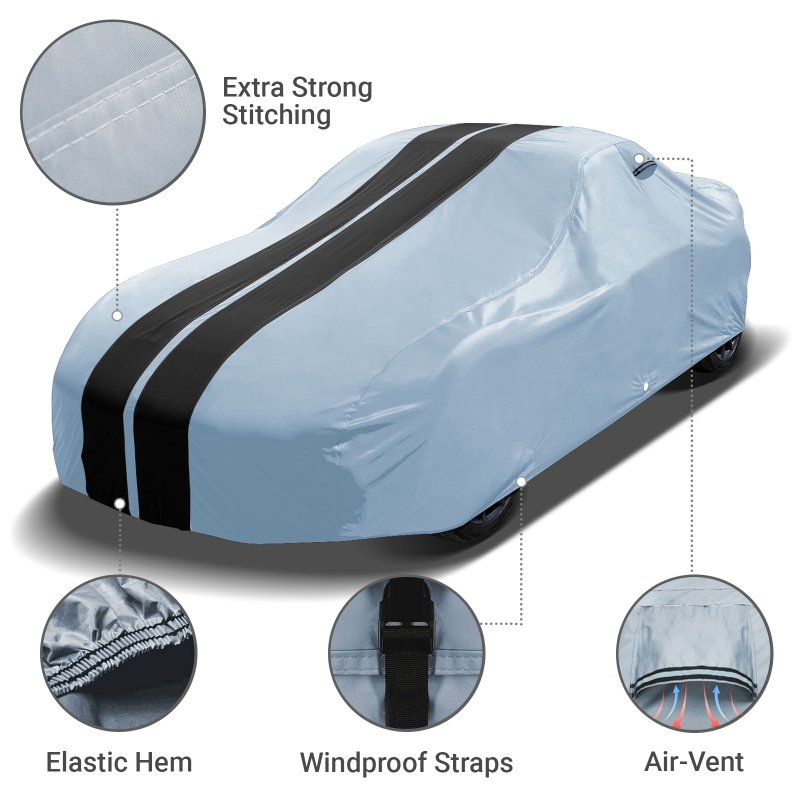 Extra Strong
Stitching
Elastic Hem
Windproof Straps
Air-Vent